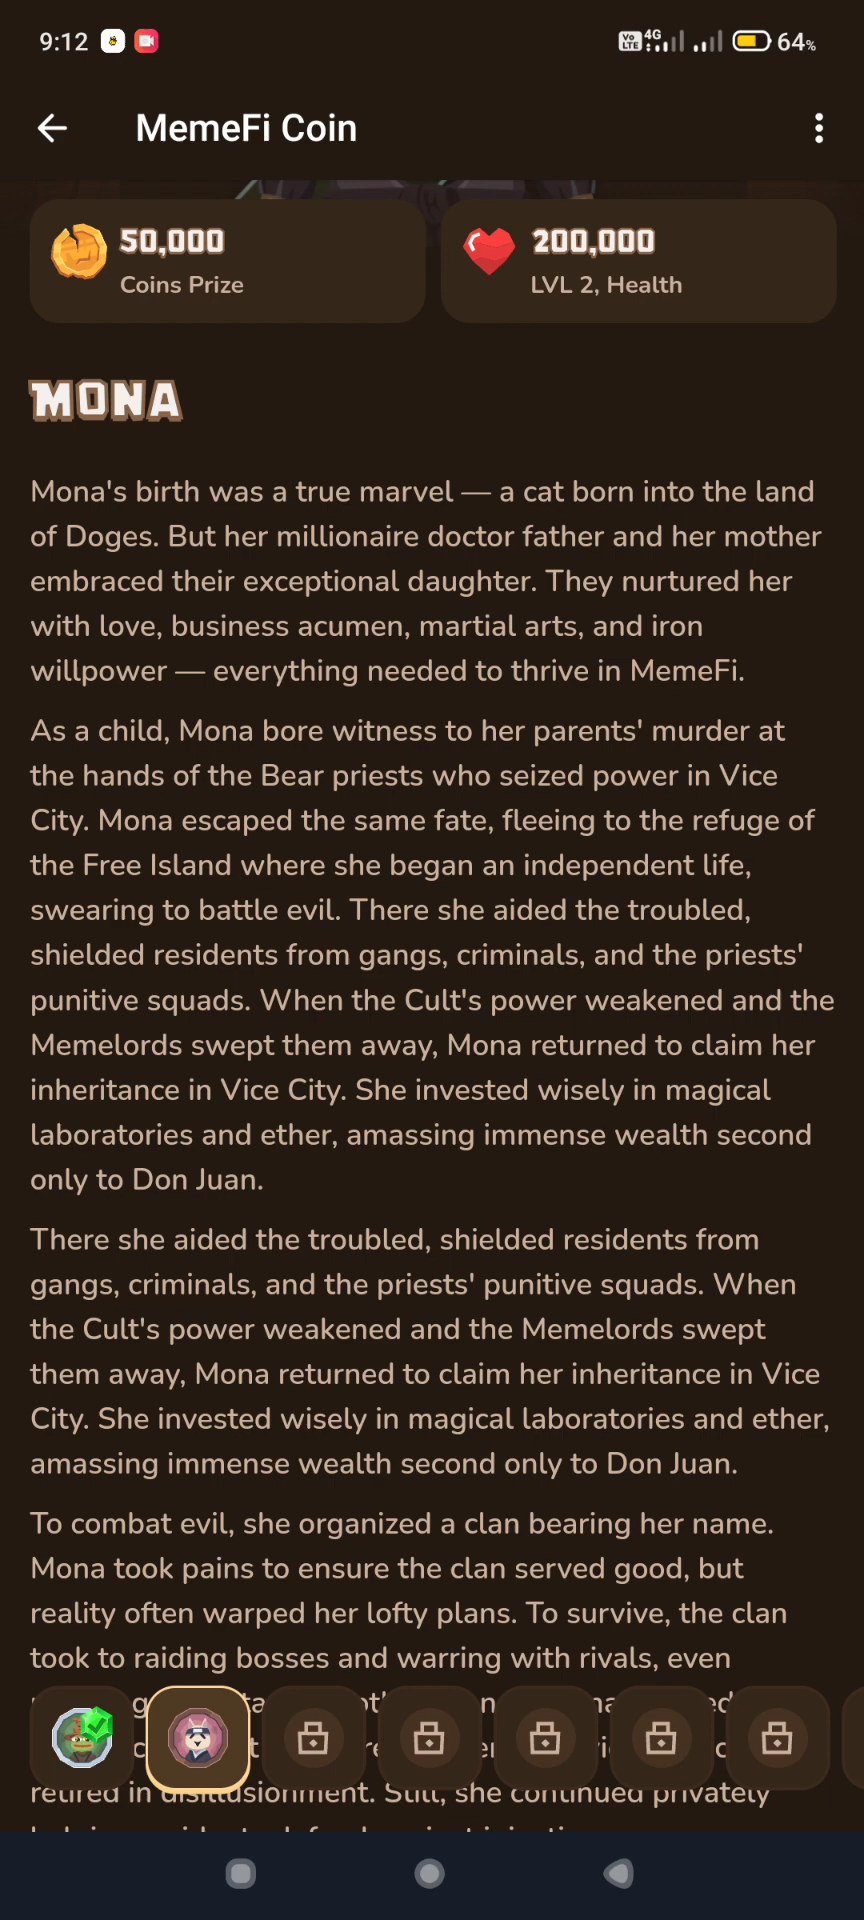 9:12
Vo LTE 4G 64%
MemeFi Coin
50,000
Coins Prize
200,000
LVL 2, Health
MONA
Mona's birth was a true marvel — a cat born into the land
of Doges. But her millionaire doctor father and her mother
embraced their exceptional daughter. They nurtured her
with love, business acumen, martial arts, and iron
willpower — everything needed to thrive in MemeFi.
As a child, Mona bore witness to her parents' murder at
the hands of the Bear priests who seized power in Vice
City. Mona escaped the same fate, fleeing to the refuge of
the Free Island where she began an independent life,
swearing to battle evil. There she aided the troubled,
shielded residents from gangs, criminals, and the priests'
punitive squads. When the Cult's power weakened and the
Memelords swept them away, Mona returned to claim her
inheritance in Vice City. She invested wisely in magical
laboratories and ether, amassing immense wealth second
only to Don Juan.
There she aided the troubled, shielded residents from
gangs, criminals, and the priests' punitive squads. When
the Cult's power weakened and the Memelords swept
them away, Mona returned to claim her inheritance in Vice
City. She invested wisely in magical laboratories and ether,
amassing immense wealth second only to Don Juan.
To combat evil, she organized a clan bearing her name.
Mona took pains to ensure the clan served good, but
reality often warped her lofty plans. To survive, the clan
took to raiding bosses and warring with rivals, even
retired in disillusionment. Still, she continued privately